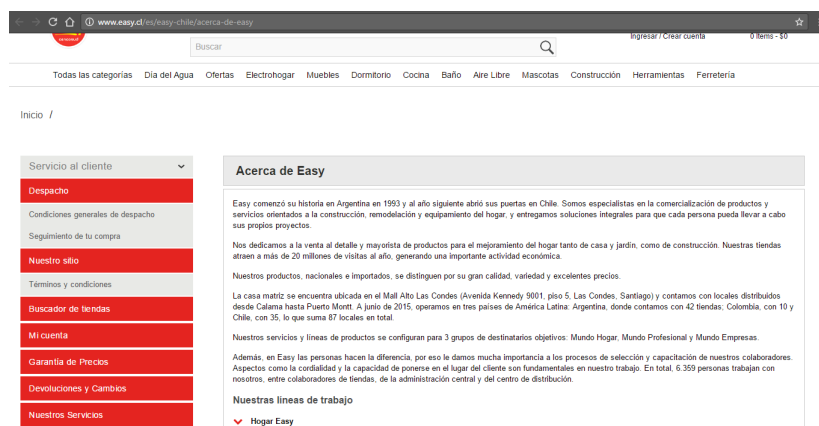 www.easy.cl/es/easy-chile/acerca-de-easy
Ingresar / Crear cuenta
0 Items - $0
Buscar
Todas las categorías Día del Agua Ofertas Electrohogar Muebles Dormitorio Cocina Baño Aire Libre Mascotas Construcción Herramientas Ferretería
Inicio /
Servicio al cliente
Despacho
Condiciones generales de despacho
Seguimiento de tu compra
Nuestro sitio
Términos y condiciones
Buscador de tiendas
Mi cuenta
Garantía de Precios
Devoluciones y Cambios
Nuestros Servicios
Acerca de Easy
Easy comenzó su historia en Argentina en 1993 y al año siguiente abrió sus puertas en Chile. Somos especialistas en la comercialización de productos y
servicios orientados a la construcción, remodelación y equipamiento del hogar, y entregamos soluciones integrales para que cada persona pueda llevar a cabo
sus propios proyectos.
Nos dedicamos a la venta al detalle y mayorista de productos para el mejoramiento del hogar tanto de casa y jardín, como de construcción. Nuestras tiendas
atraen a más de 20 millones de visitas al año, generando una importante actividad económica.
Nuestros productos, nacionales e importados, se distinguen por su gran calidad, variedad y excelentes precios.
La casa matriz se encuentra ubicada en el Mall Alto Las Condes (Avenida Kennedy 9001, piso 5, Las Condes, Santiago) y contamos con locales distribuidos
desde Calama hasta Puerto Montt. A junio de 2015, operamos en tres países de América Latina: Argentina, donde contamos con 42 tiendas; Colombia, con 10 y
Chile, con 35, lo que suma 87 locales en total.
Nuestros servicios y líneas de productos se configuran para 3 grupos de destinatarios objetivos: Mundo Hogar, Mundo Profesional y Mundo Empresas.
Además, en Easy las personas hacen la diferencia, por eso le damos mucha importancia a los procesos de selección y capacitación de nuestros colaboradores.
Aspectos como la cordialidad y la capacidad de ponerse en el lugar del cliente son fundamentales en nuestro trabajo. En total, 6.359 personas trabajan con
nosotros, entre colaboradores de tiendas, de la administración central y del centro de distribución.
Nuestras lineas de trabajo
Hogar Easy